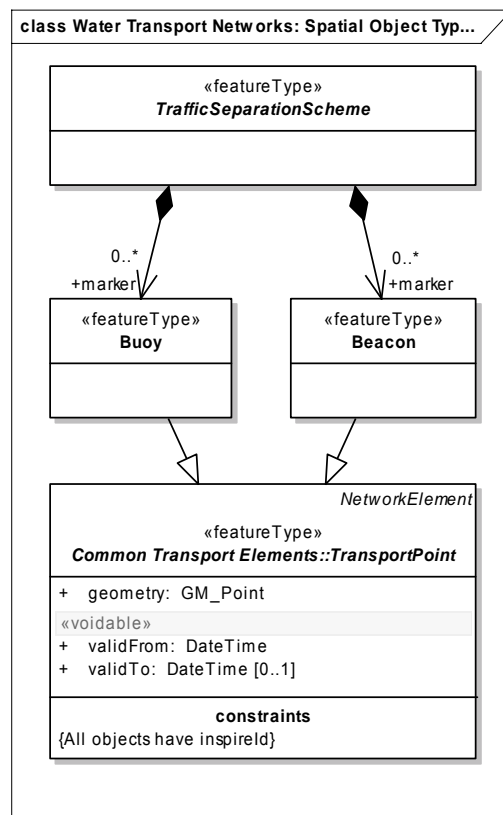 class Water Transport Networks: Spatial Object Typ...
«featureType»
TrafficSeparationScheme
0..*
+marker
0..*
+marker
«featureType»
Buoy
«featureType»
Beacon
NetworkElement
«featureType»
Common Transport Elements::TransportPoint
+ geometry: GM_Point
«voidable»
+ validFrom: DateTime
+ validTo: DateTime [0..1]
constraints
{All objects have inspireId}